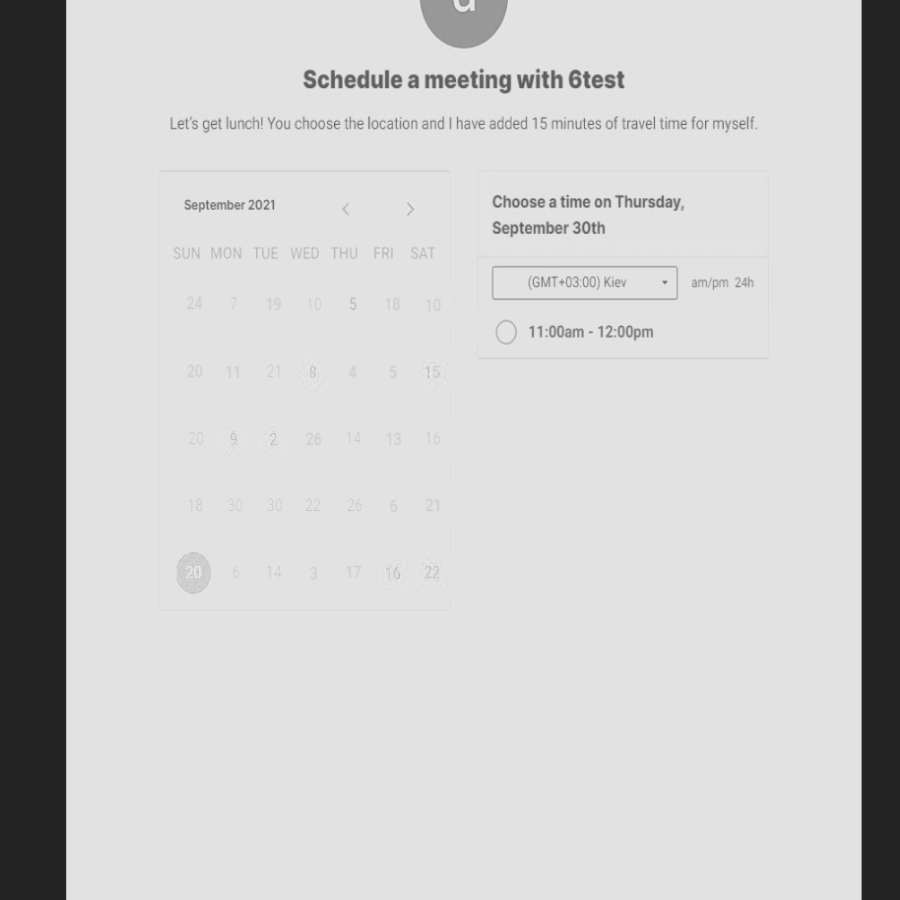 Schedule a meeting with 6test
Let's get lunch! You choose the location and I have added 15 minutes of travel time for myself.
September 2021
SUN MON TUE WED THU FRI SAT
24 7 19 10 5 18 10
20 11 21 8 4 5 15
20 9 2 26 14 13 16
18 30 30 22 26 6 21
20 6 14 3 17 16 22
Choose a time on Thursday,
September 30th
(GMT+03:00) Kiev am/pm 24h
11:00am - 12:00pm